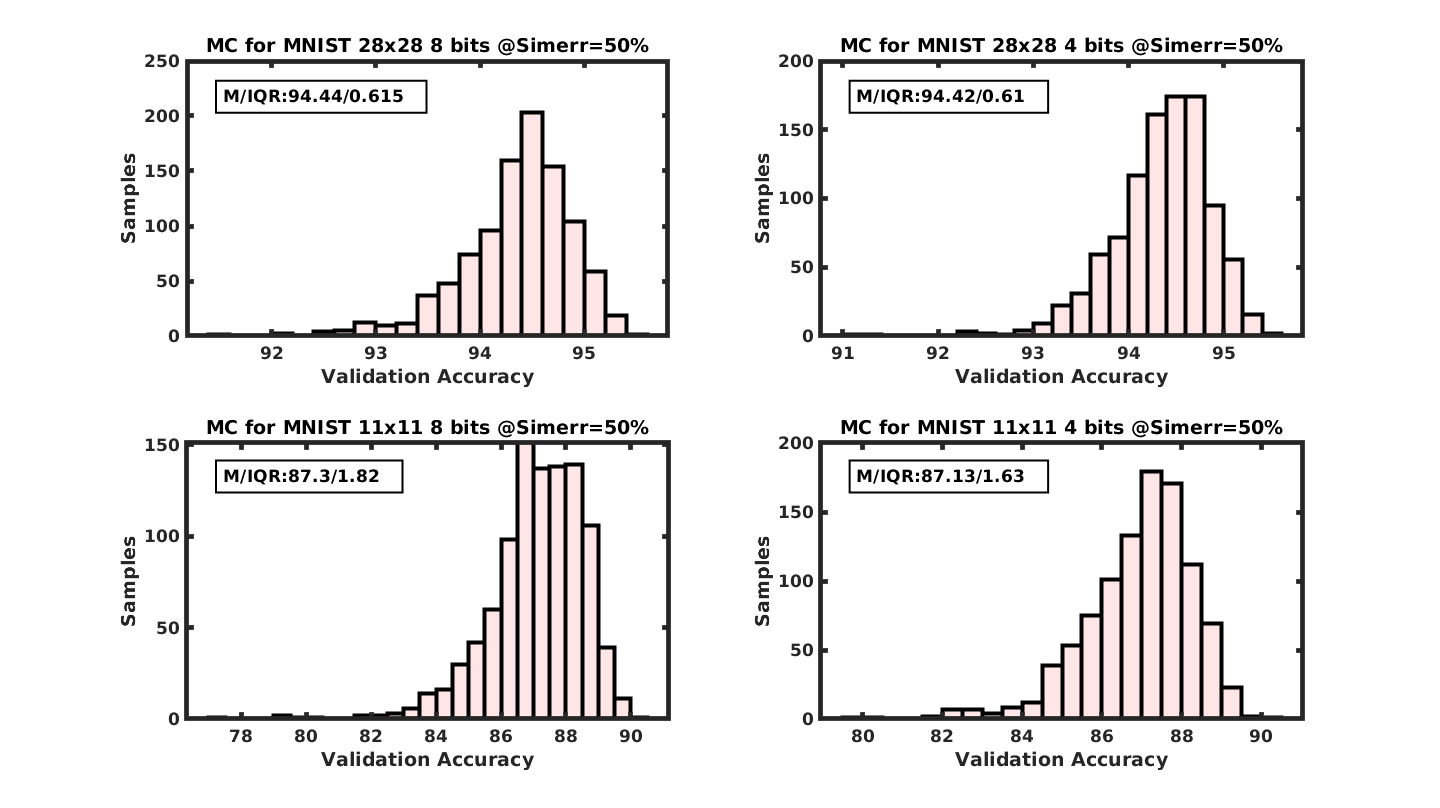 MC for MNIST 28x28 8 bits @Simerr=50%
250
200
150
100
50
0
M/IQR:94.44/0.615
Samples
92 93 94 95
Validation Accuracy
MC for MNIST 28x28 4 bits @Simerr=50%
200
150
100
50
0
M/IQR:94.42/0.61
Samples
91 92 93 94 95
Validation Accuracy
MC for MNIST 11x11 8 bits @Simerr=50%
150
100
50
0
M/IQR:87.3/1.82
Samples
78 80 82 84 86 88 90
Validation Accuracy
MC for MNIST 11x11 4 bits @Simerr=50%
200
150
100
50
0
M/IQR:87.13/1.63
Samples
80 82 84 86 88 90
Validation Accuracy